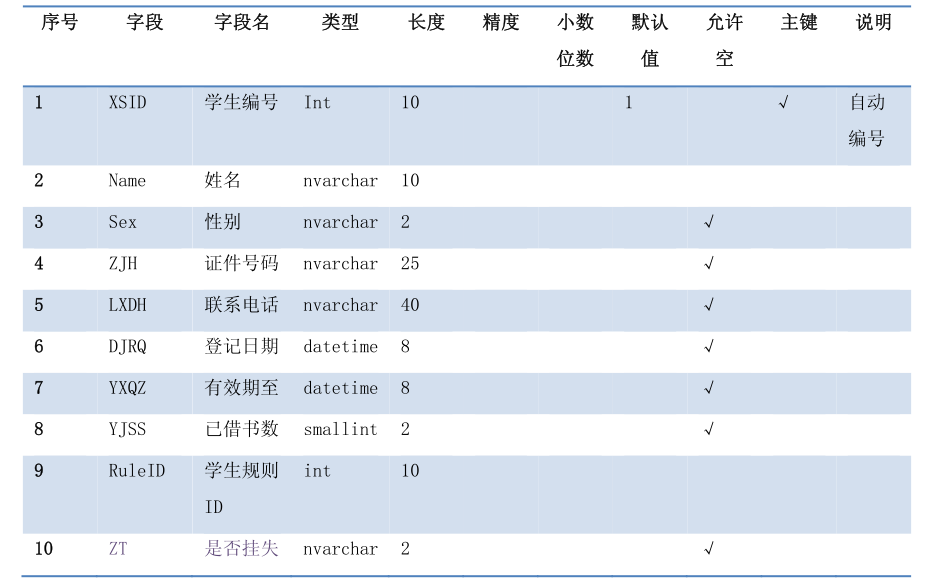 序号 字段 字段名 类型 长度 精度 小数 默认 允许 主键 说明
位数 值 空
1 XSID 学生编号 Int 10 1 √ 自动
编号
2 Name 姓名 nvarchar 10
3 Sex 性别 nvarchar 2 √
4 ZJH 证件号码 nvarchar 25 √
5 LXDH 联系电话 nvarchar 40 √
6 DJRQ 登记日期 datetime 8 √
7 YXQZ 有效期至 datetime 8 √
8 YJSS 已借书数 smallint 2 √
9 RuleID 学生规则 int 10
ID
10 ZT 是否挂失 nvarchar 2 √